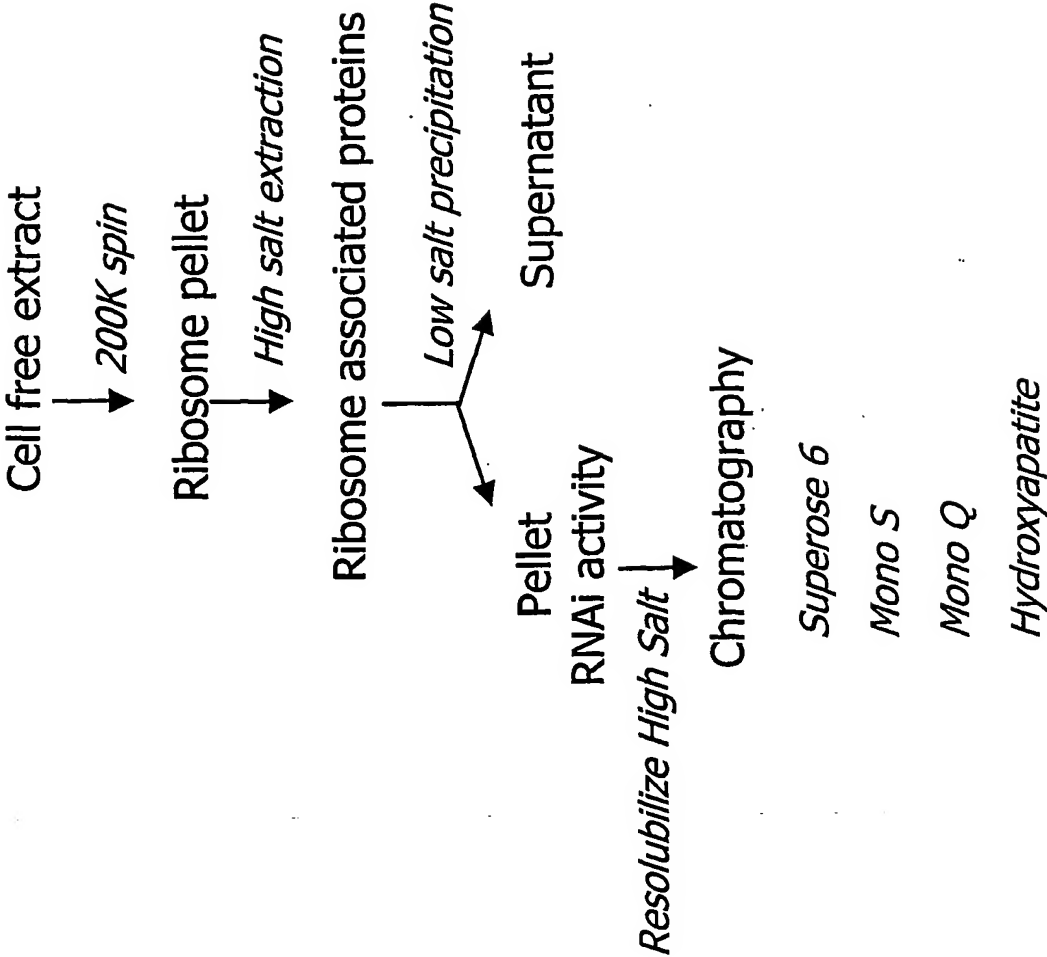 Cell free extract
200K spin
Ribosome pellet
High salt extraction
Ribosome associated proteins
Low salt precipitation
Pellet
RNAi activity
Supernatant
Resolubilize High Salt
Chromatography
Superose 6
Mono S
Mono Q
Hydroxyapatite